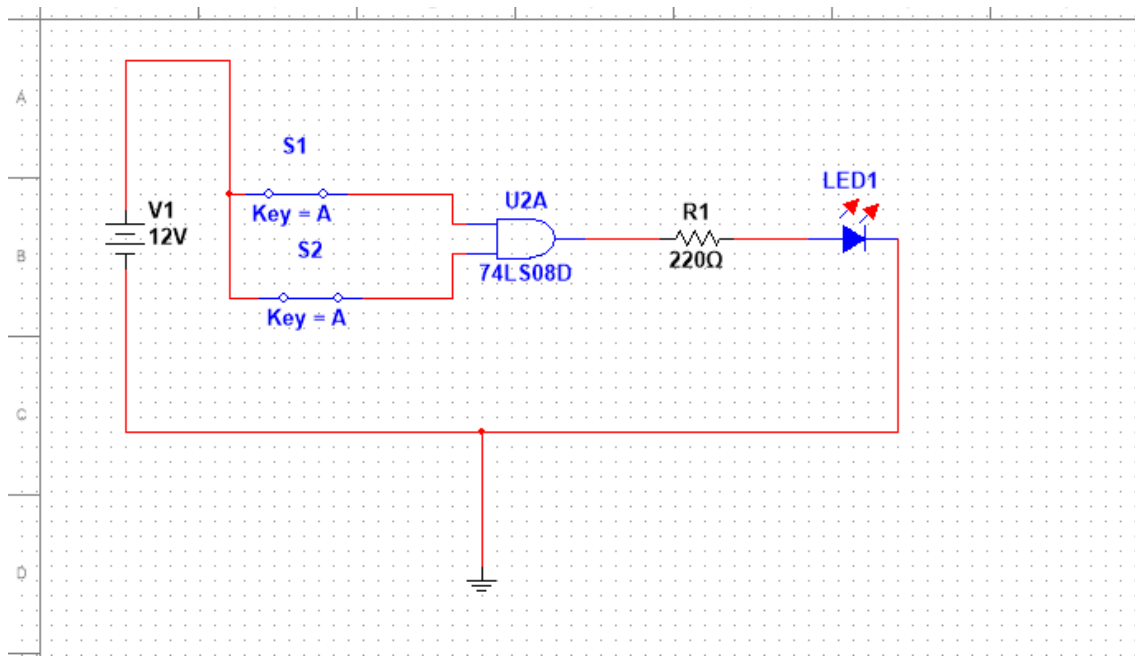 A
S1
U2A
LED1
V1
Key = A
R1
12V
S2
B
74LS08D
220Ω
Key = A
C
D